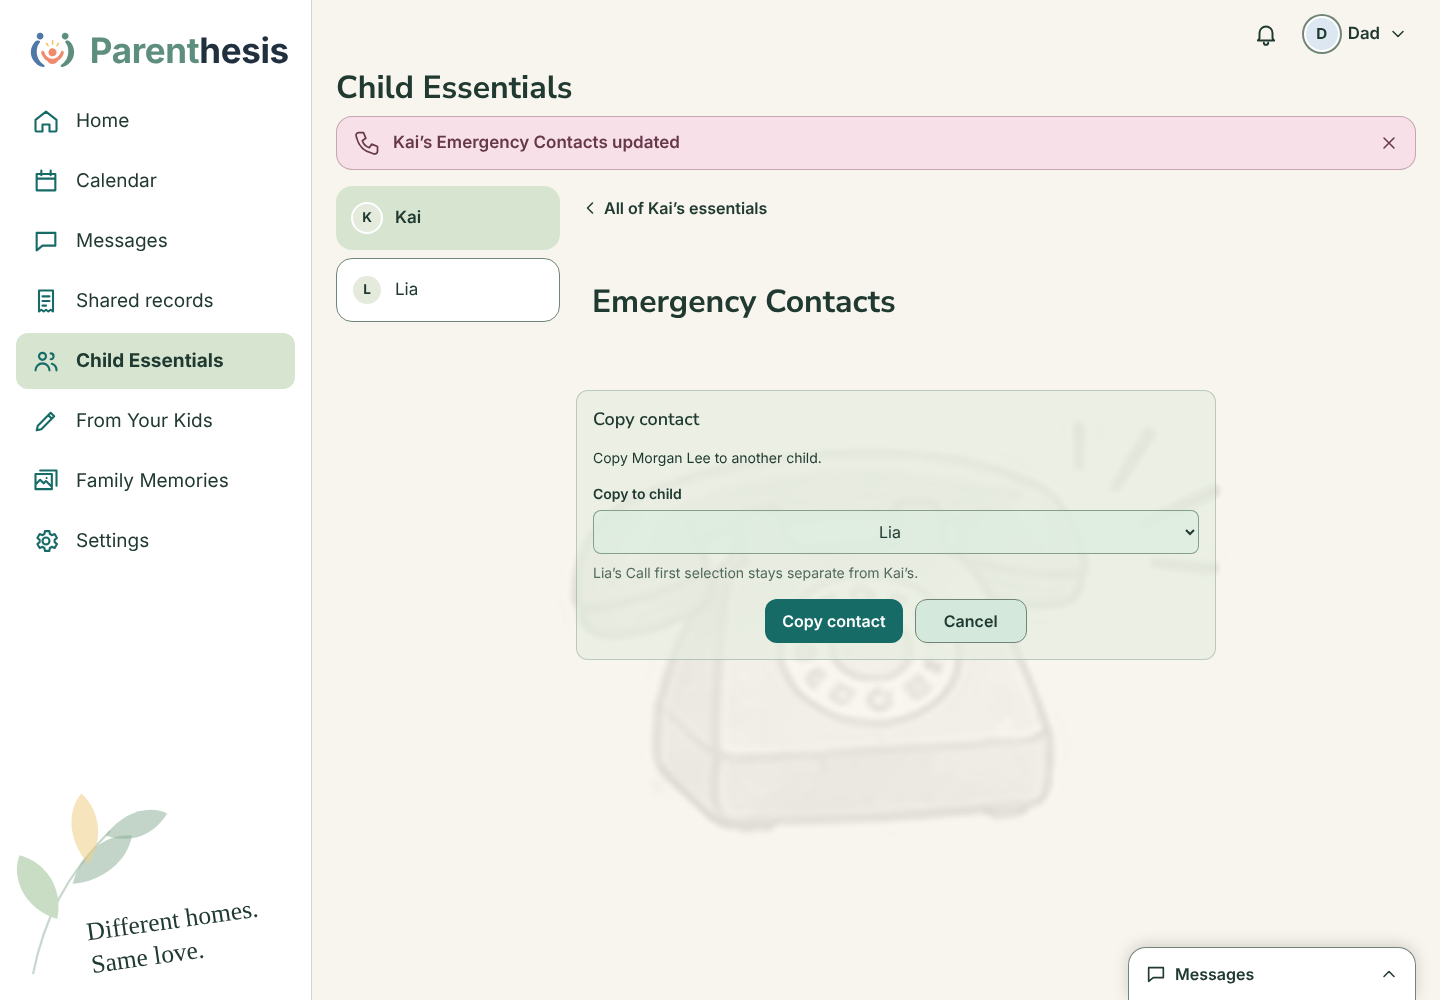 Parenthesis
Home
Calendar
Messages
Shared records
Child Essentials
From Your Kids
Family Memories
Settings
Different homes.
Same love.
D Dad
Child Essentials
Kai’s Emergency Contacts updated
K Kai
L Lia
All of Kai’s essentials
Emergency Contacts
Copy contact
Copy Morgan Lee to another child.
Copy to child
Lia
Lia’s Call first selection stays separate from Kai’s.
Copy contact Cancel
Messages